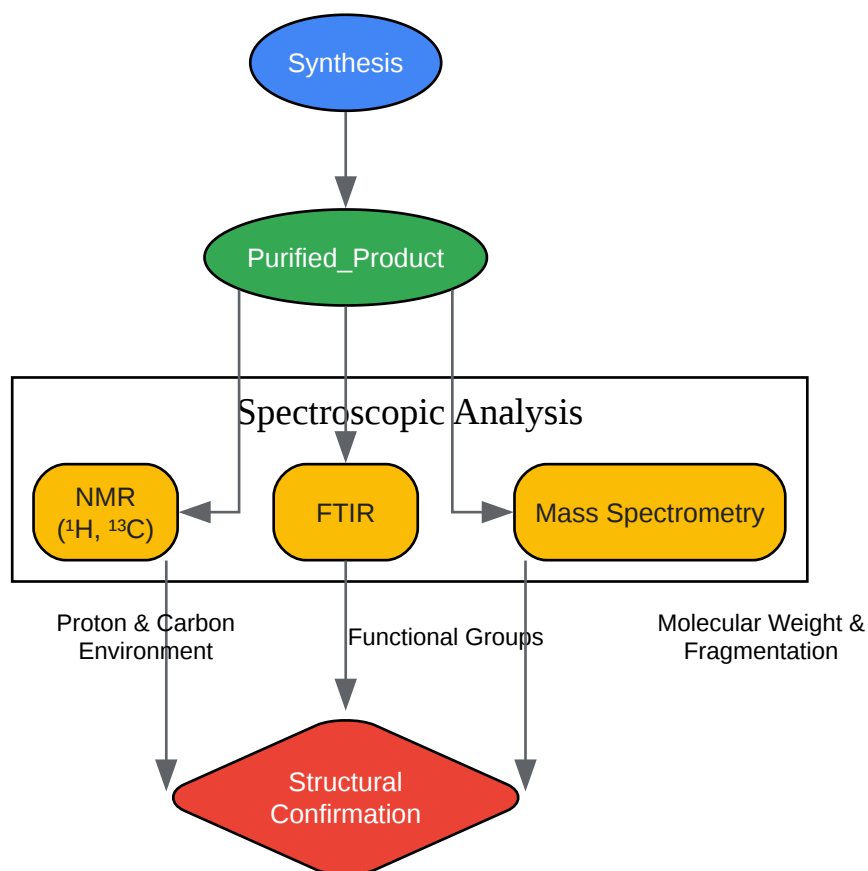 Synthesis
Purified_Product
Spectroscopic Analysis
NMR
(¹H, ¹³C)
FTIR
Mass Spectrometry
Proton & Carbon
Environment
Functional Groups
Molecular Weight &
Fragmentation
Structural
Confirmation